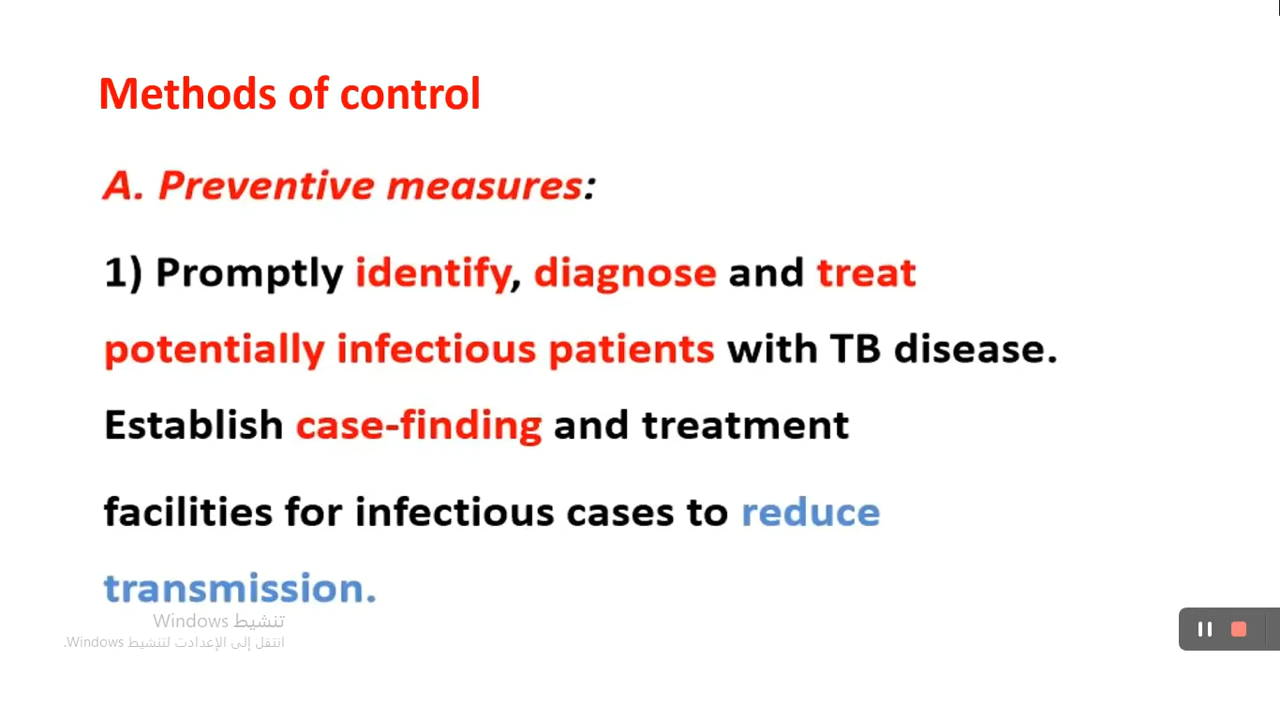 Methods of control
A. Preventive measures:
1) Promptly identify, diagnose and treat
potentially infectious patients with TB disease.
Establish case-finding and treatment
facilities for infectious cases to reduce
transmission.
تنشيط Windows
انتقل إلى الإعدادت لتنشيط Windows.